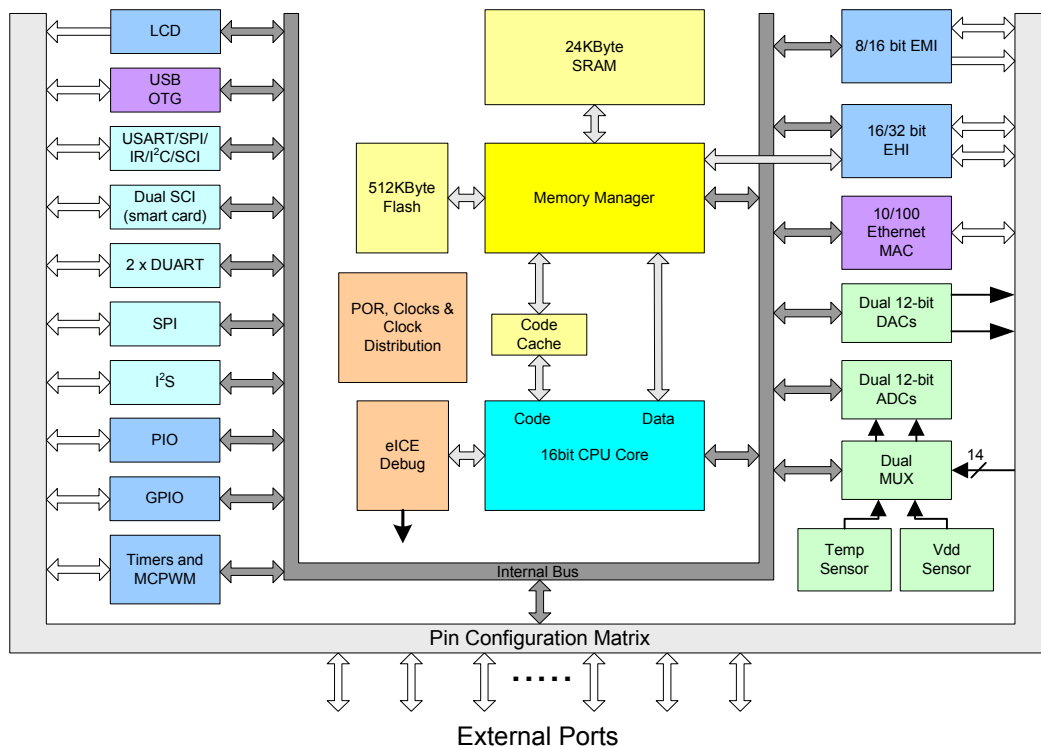 LCD
USB
OTG
USART/SPI/
IR/I²C/SCI
Dual SCI
(smart card)
2 x DUART
SPI
I²S
PIO
GPIO
Timers and
MCPWM
24KByte
SRAM
512KByte
Flash
Memory Manager
POR, Clocks &
Clock
Distribution
Code
Cache
eICE
Debug
Code
Data
16bit CPU Core
8/16 bit EMI
16/32 bit
EHI
10/100
Ethernet
MAC
Dual 12-bit
DACs
Dual 12-bit
ADCs
Dual
MUX
14
Temp
Sensor
Vdd
Sensor
Internal Bus
Pin Configuration Matrix
External Ports